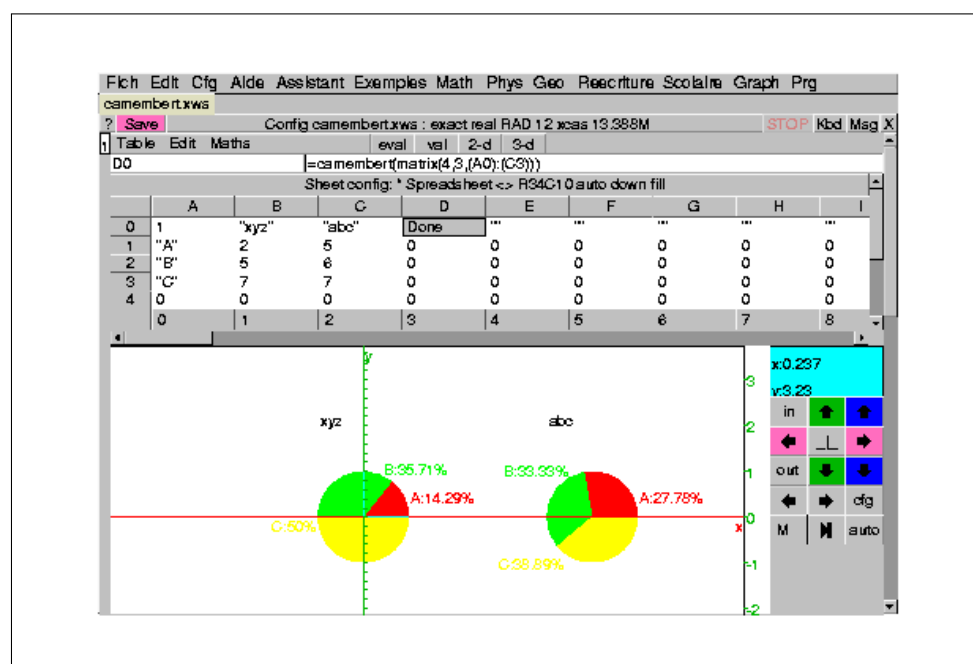 Fich Edit Cfg Aide Assistant Exemples Math Phys Geo Reecriture Scolaire Graph Prg
camembert.xws
? Save Config camembert.xws : exact real RAD 12 xcas 13.388M STOP Kbd Msg X
1 Table Edit Maths eval val 2-d 3-d
D0 =camembert(matrix(4,3,(A0):(C3)))
Sheet config: * Spreadsheet <> R34C10 auto down fill
A B C D E F G H I
0 1 "xyz" "abc" Done "" "" "" "" ""
1 "A" 2 5 0 0 0 0 0 0
2 "B" 5 6 0 0 0 0 0 0
3 "C" 7 7 0 0 0 0 0 0
4 0 0 0 0 0 0 0 0 0
0 1 2 3 4 5 6 7 8
y
x:0.237
y:3.23
3
xyz abc
2
in
B:35.71% B:33.33%
1
out
A:14.29% A:27.78%
cfg
C:50%
x 0
M auto
C:38.89%
-1
-2